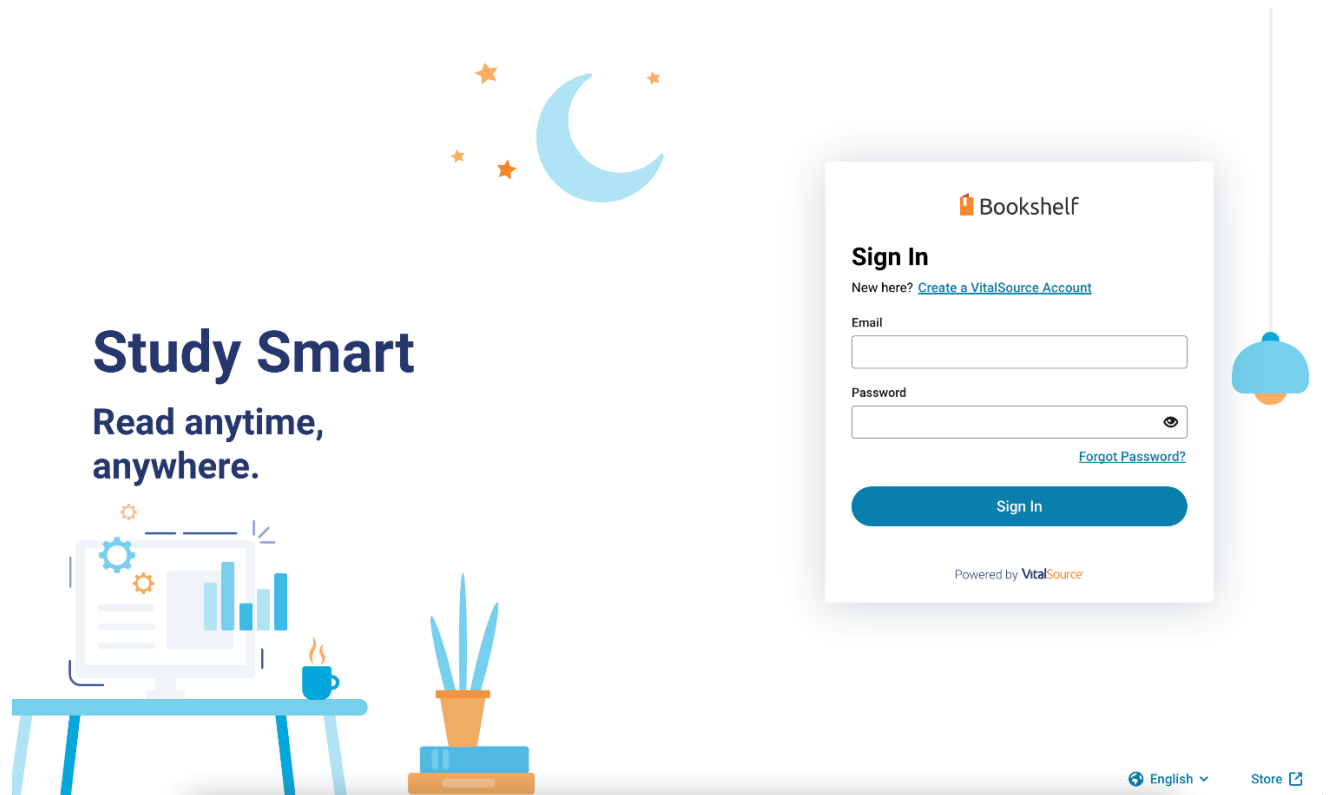 Study Smart
Read anytime,
anywhere.
Bookshelf
Sign In
New here? Create a VitalSource Account
Email
Password
Forgot Password?
Sign In
Powered by VitalSource
English
Store